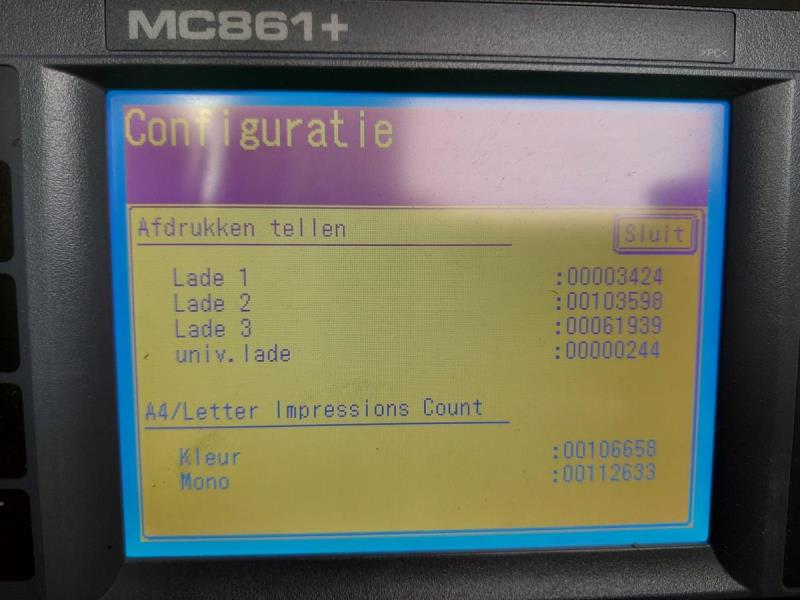 MC861+
>PC<
Configuratie
Afdrukken tellen
Sluit
Lade 1 :00003424
Lade 2 :00103598
Lade 3 :00061939
univ.lade :00000244
A4/Letter Impressions Count
Kleur :00106658
Mono :00112633